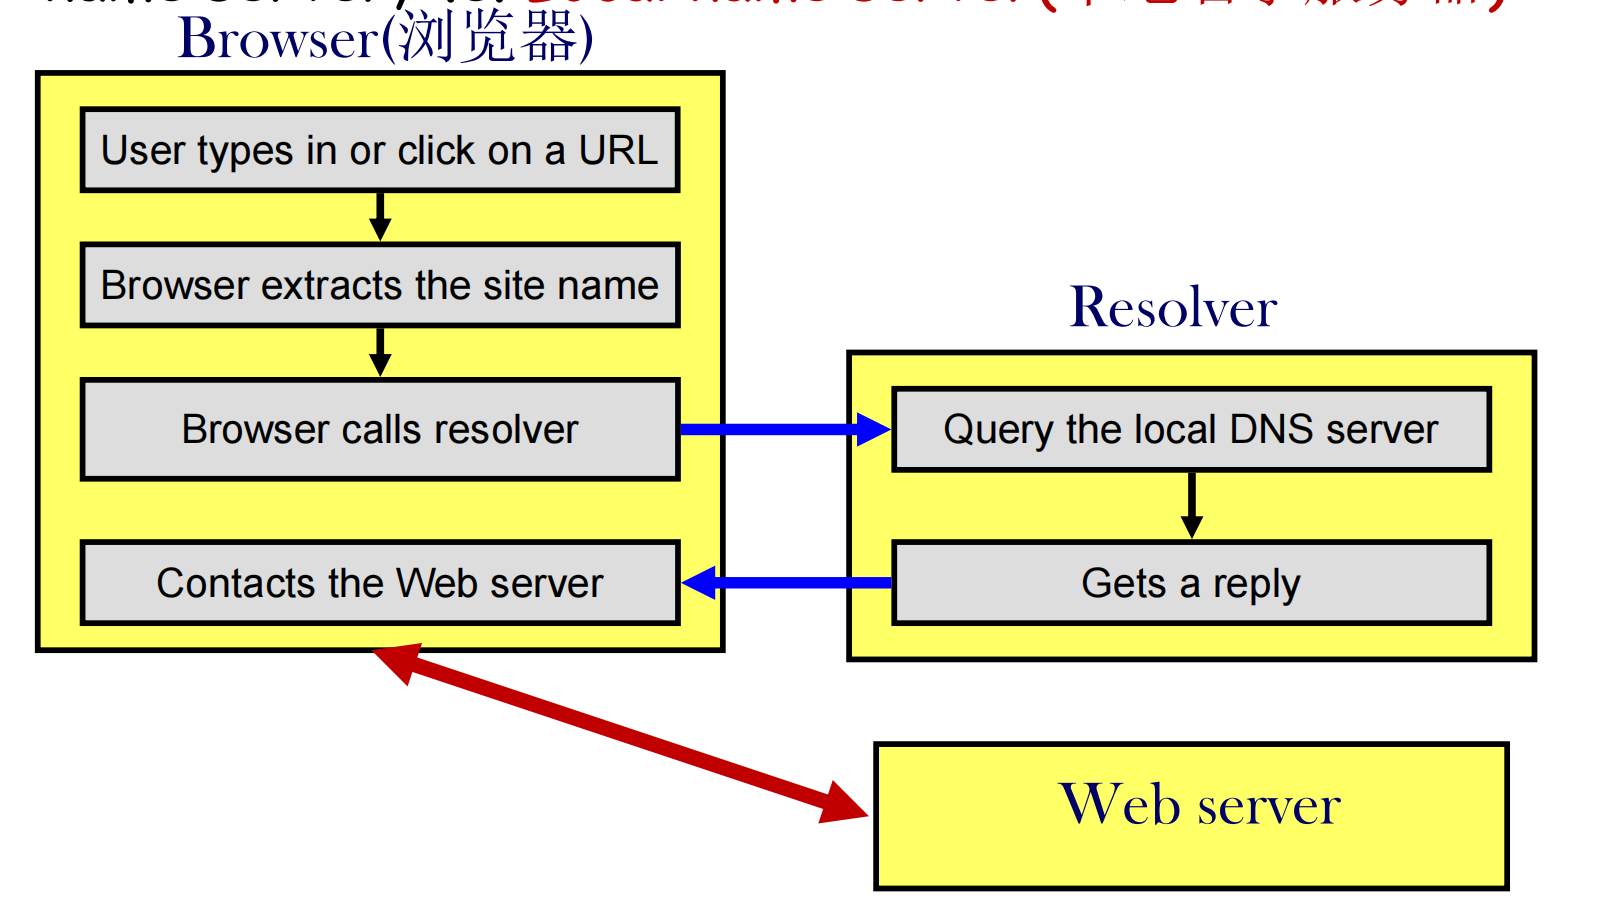 Browser(浏览器)
User types in or click on a URL
Browser extracts the site name
Browser calls resolver
Contacts the Web server
Resolver
Query the local DNS server
Gets a reply
Web server